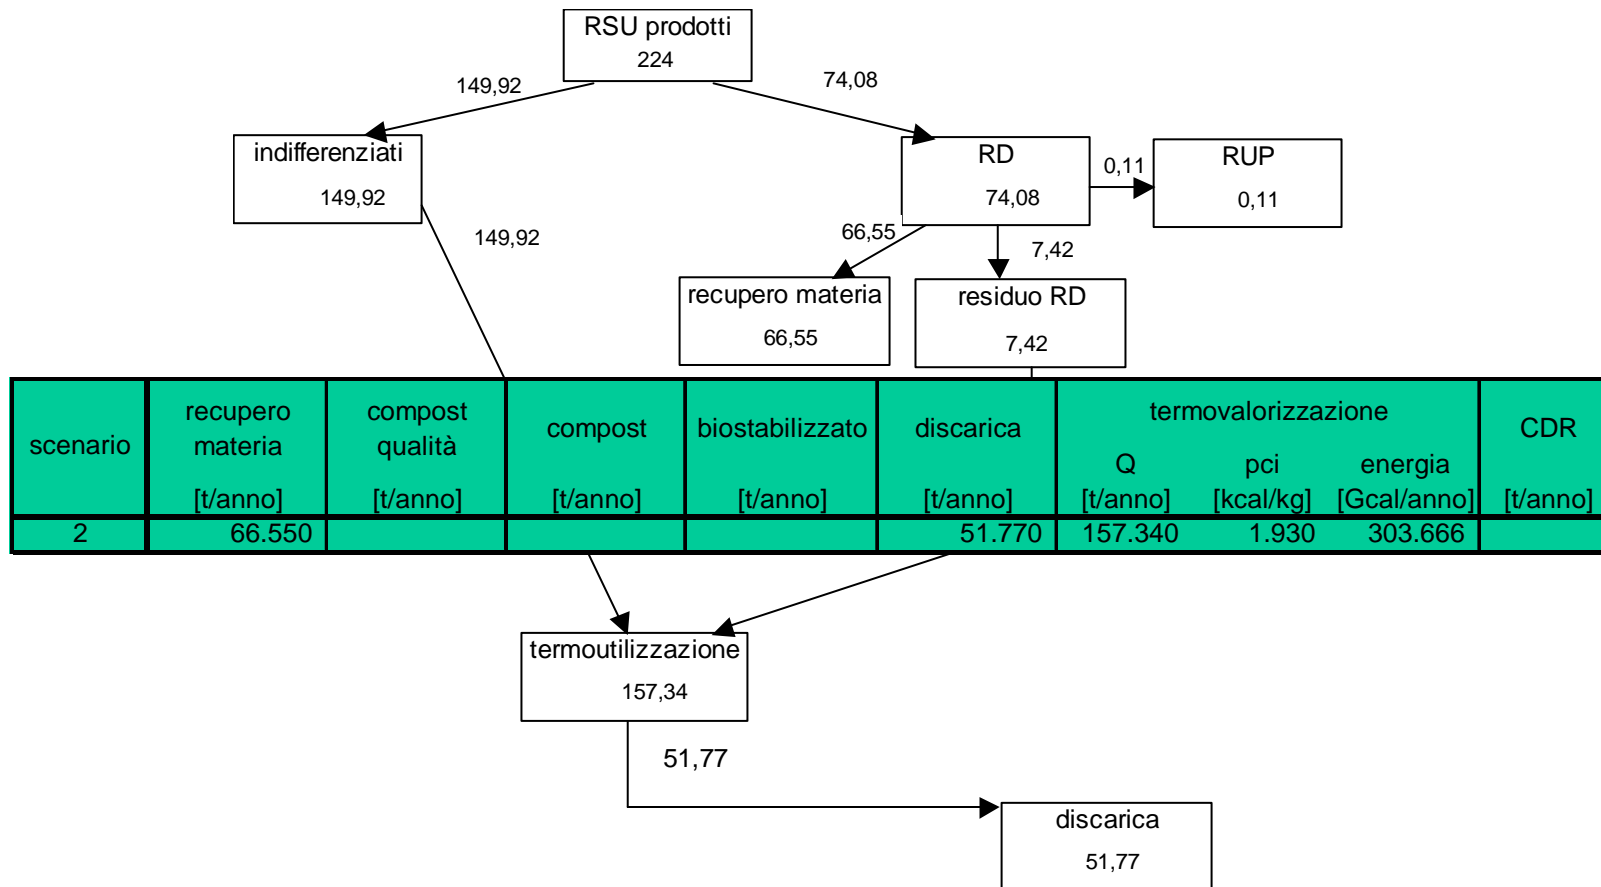 RSU prodotti
224
149,92
74,08
indifferenziati
149,92
RD
74,08
0,11
RUP
0,11
149,92
66,55
7,42
recupero materia
66,55
residuo RD
7,42
scenario
recupero materia [t/anno]
compost qualità [t/anno]
compost [t/anno]
biostabilizzato [t/anno]
discarica [t/anno]
termovalorizzazione
Q [t/anno]
pci [kcal/kg]
energia [Gcal/anno]
CDR [t/anno]
2 66.550 51.770 157.340 1.930 303.666
termoutilizzazione
157,34
51,77
discarica
51,77